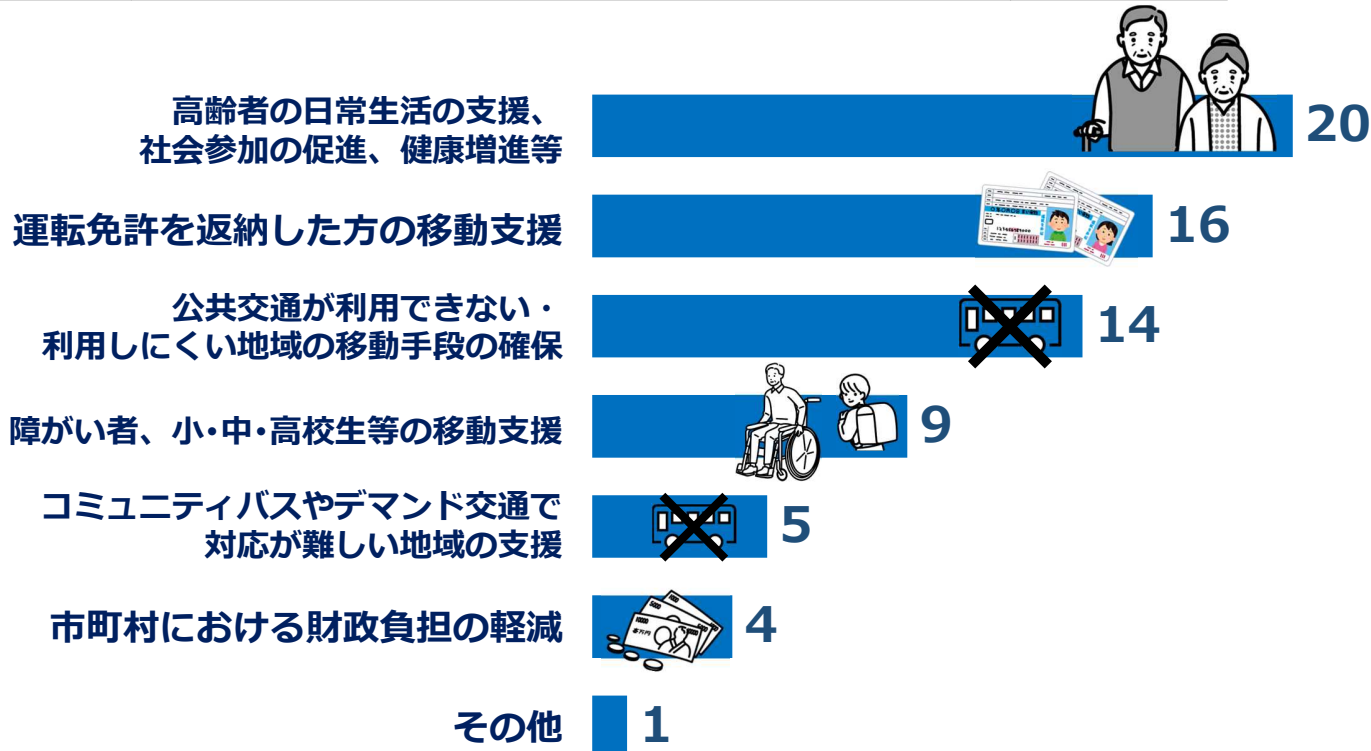 高齢者の日常生活の支援、
社会参加の促進、健康増進等
20
運転免許を返納した方の移動支援
16
公共交通が利用できない・
利用しにくい地域の移動手段の確保
14
障がい者、小・中・高校生等の移動支援
9
コミュニティバスやデマンド交通で
対応が難しい地域の支援
5
市町村における財政負担の軽減
4
その他
1